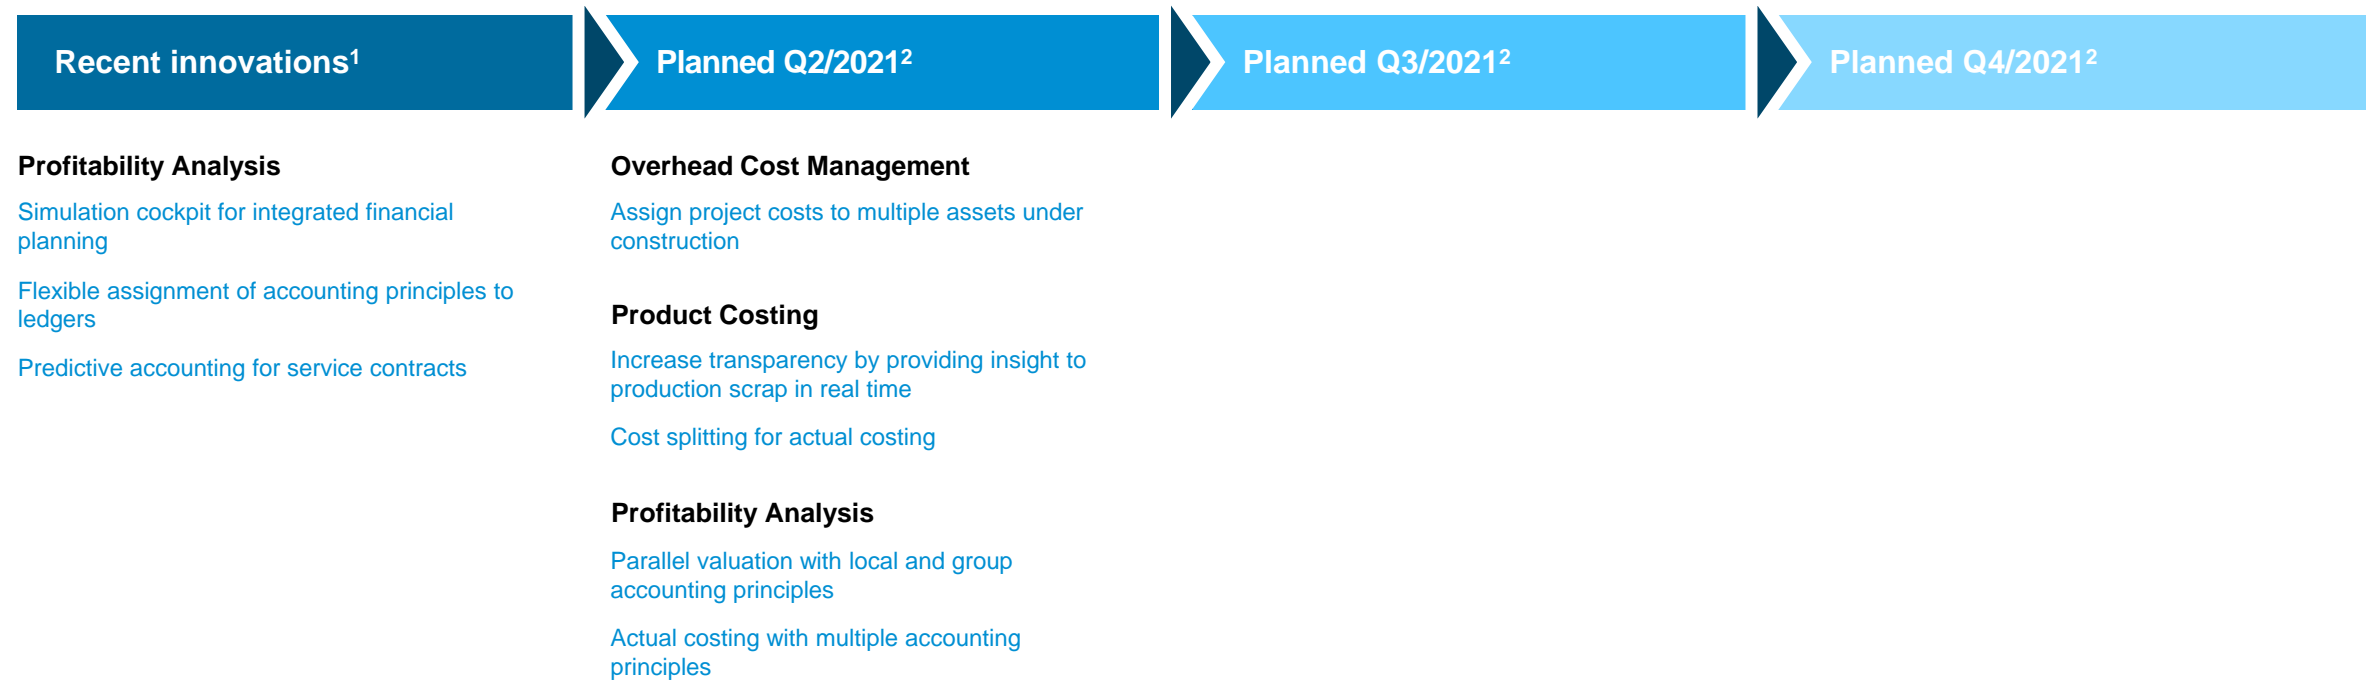 Recent innovations¹
Planned Q2/2021²
Planned Q3/2021²
Planned Q4/2021²
Profitability Analysis
Simulation cockpit for integrated financial
planning
Flexible assignment of accounting principles to
ledgers
Predictive accounting for service contracts
Overhead Cost Management
Assign project costs to multiple assets under
construction
Product Costing
Increase transparency by providing insight to
production scrap in real time
Cost splitting for actual costing
Profitability Analysis
Parallel valuation with local and group
accounting principles
Actual costing with multiple accounting
principles